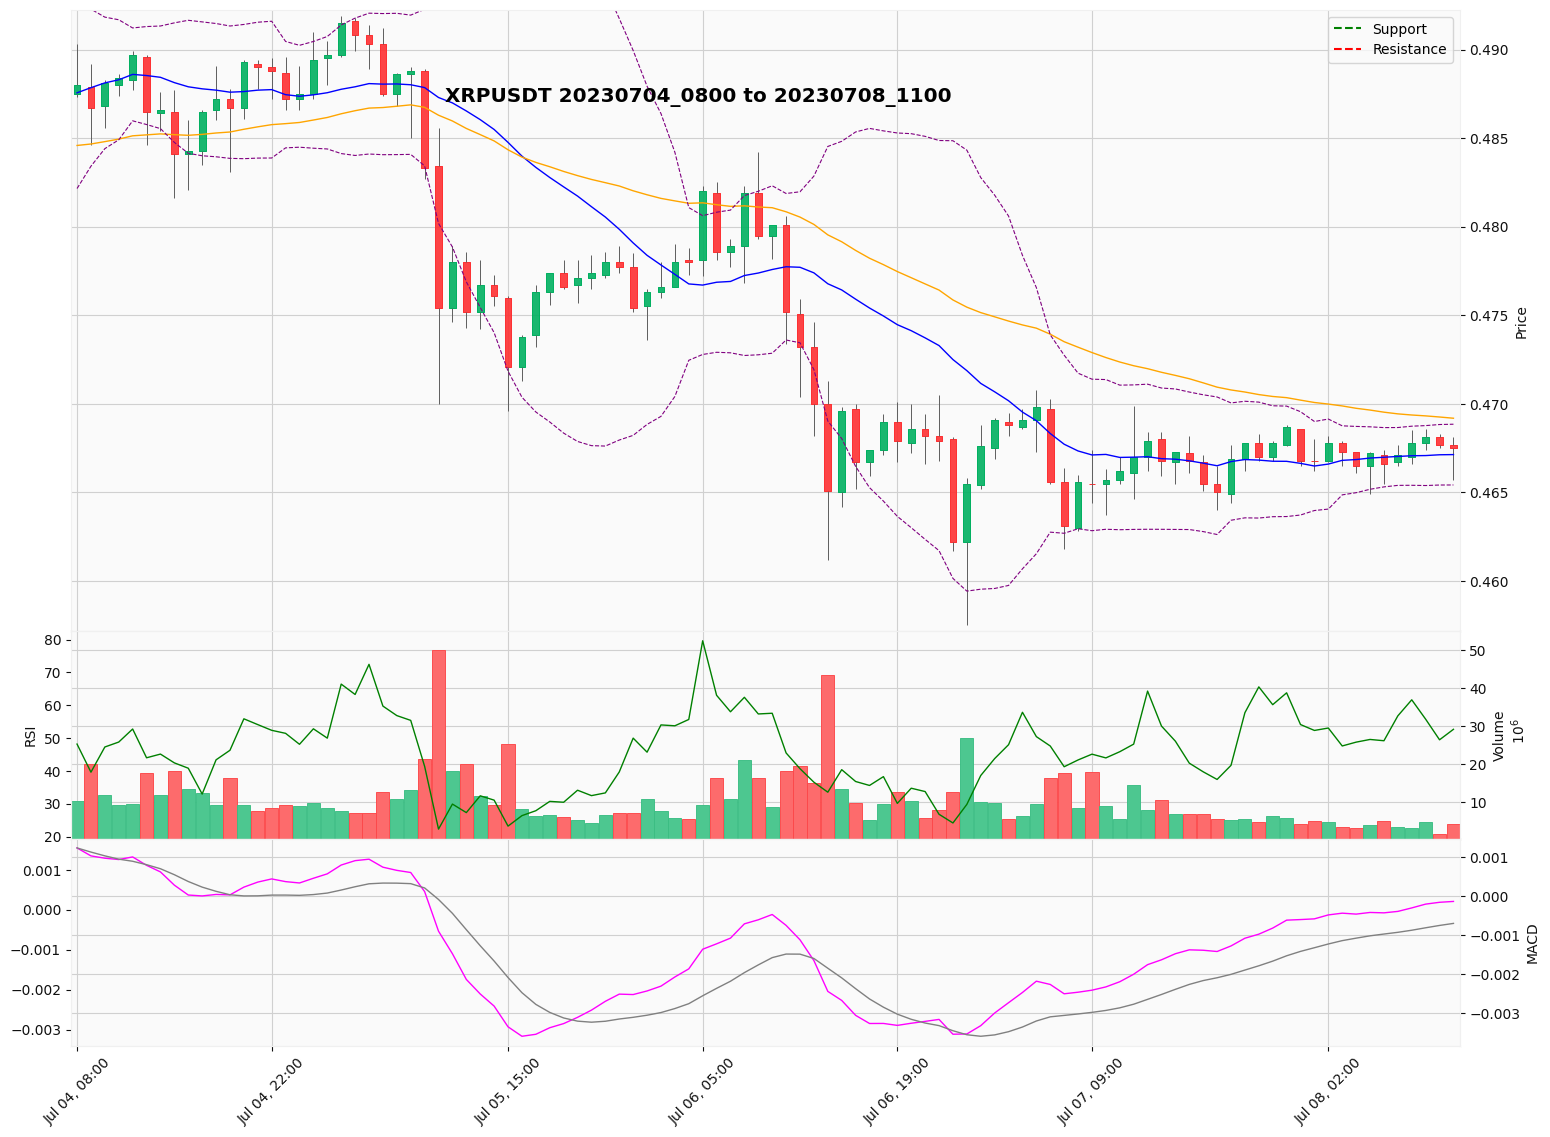 Support
Resistance
XRPUSDT 20230704_0800 to 20230708_1100
0.490
0.485
0.480
0.475
0.470
0.465
0.460
Price
80
70
60
50
40
30
20
RSI
50
40
30
20
10
Volume
10^6
0.001
0.000
−0.001
−0.002
−0.003
0.001
0.000
−0.001
−0.002
−0.003
MACD
Jul 04, 08:00
Jul 04, 22:00
Jul 05, 15:00
Jul 06, 05:00
Jul 06, 19:00
Jul 07, 09:00
Jul 08, 02:00